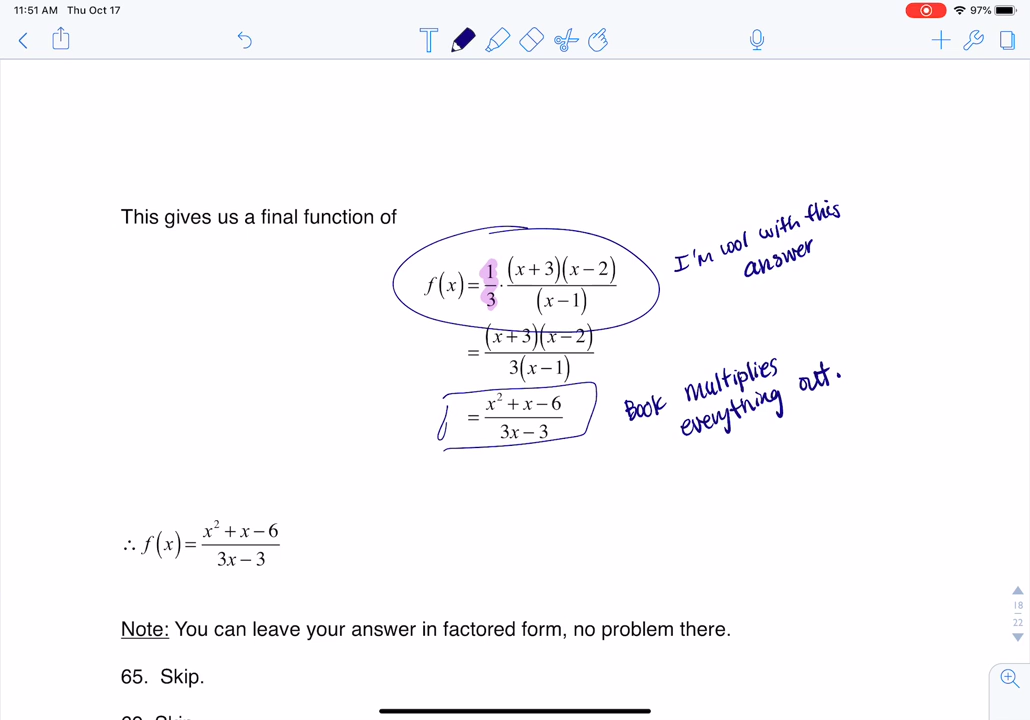 11:51 AM Thu Oct 17
97%
This gives us a final function of
f(x) = 1/3 · (x+3)(x−2)/(x−1)
= (x+3)(x−2)/3(x−1)
= x² + x − 6/3x − 3
I'm cool with this
answer
Book multiplies
everything out.
∴ f(x) = x² + x − 6/3x − 3
Note: You can leave your answer in factored form, no problem there.
65. Skip.
18
22